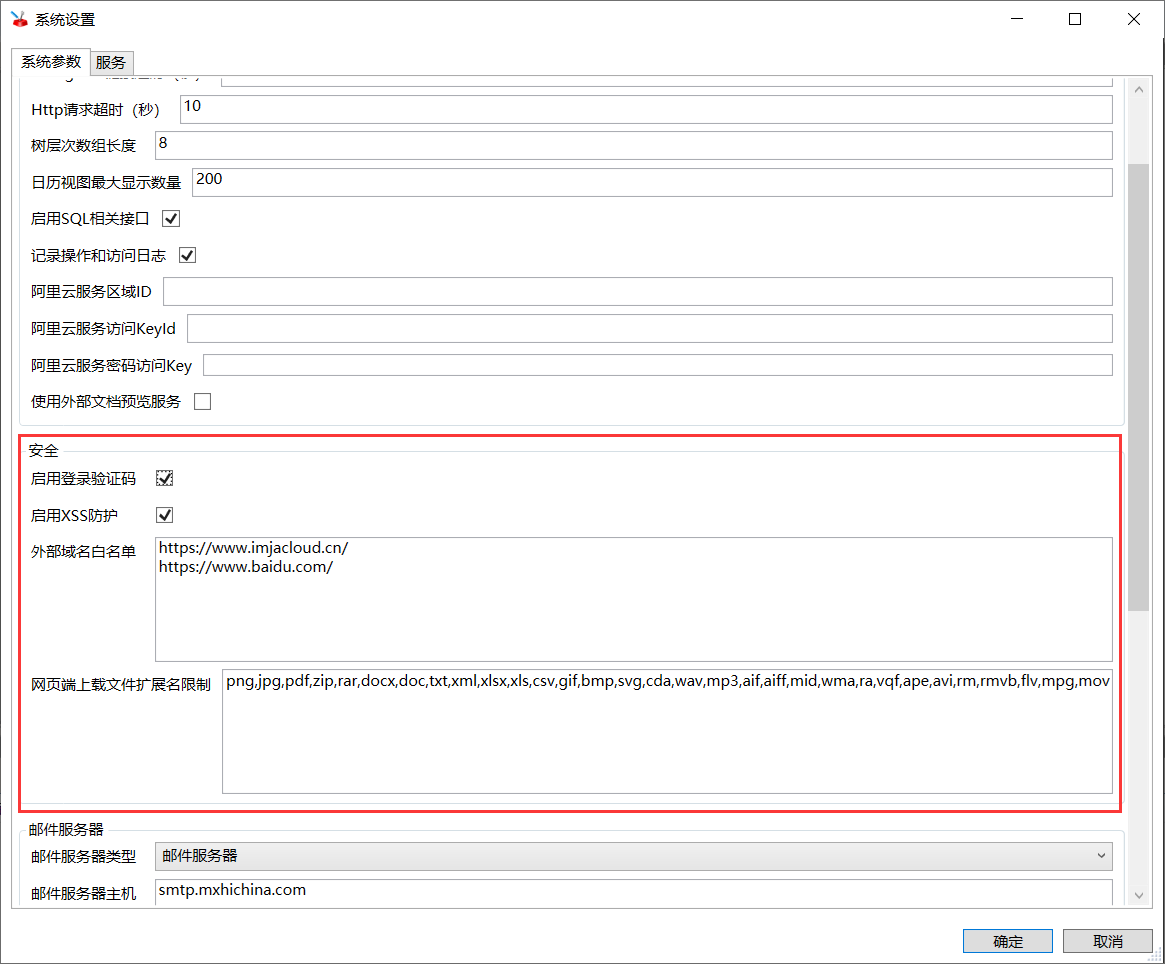 系统设置
系统参数 服务
Http请求超时（秒） 10
树层次数组长度 8
日历视图最大显示数量 200
启用SQL相关接口
记录操作和访问日志
阿里云服务区域ID
阿里云服务访问KeyId
阿里云服务密码访问Key
使用外部文档预览服务
安全
启用登录验证码
启用XSS防护
外部域名白名单 https://www.imjacloud.cn/
https://www.baidu.com/
网页端上载文件扩展名限制 png,jpg,pdf,zip,rar,docx,doc,txt,xml,xlsx,xls,csv,gif,bmp,svg,cda,wav,mp3,aif,aiff,mid,wma,ra,vqf,ape,avi,rm,rmvb,flv,mpg,mov
邮件服务器
邮件服务器类型 邮件服务器
邮件服务器主机 smtp.mxhichina.com
确定 取消